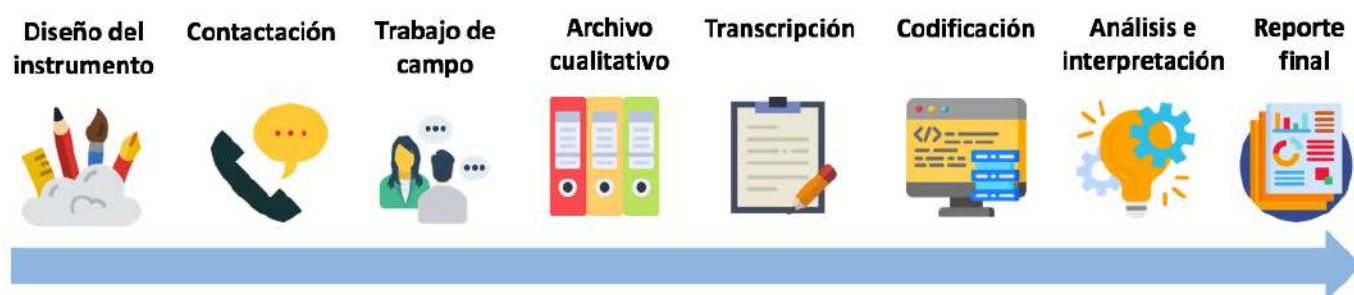 Diseño del
instrumento
Contactación
Trabajo de
campo
Archivo
cualitativo
Transcripción
Codificación
Análisis e
interpretación
Reporte
final